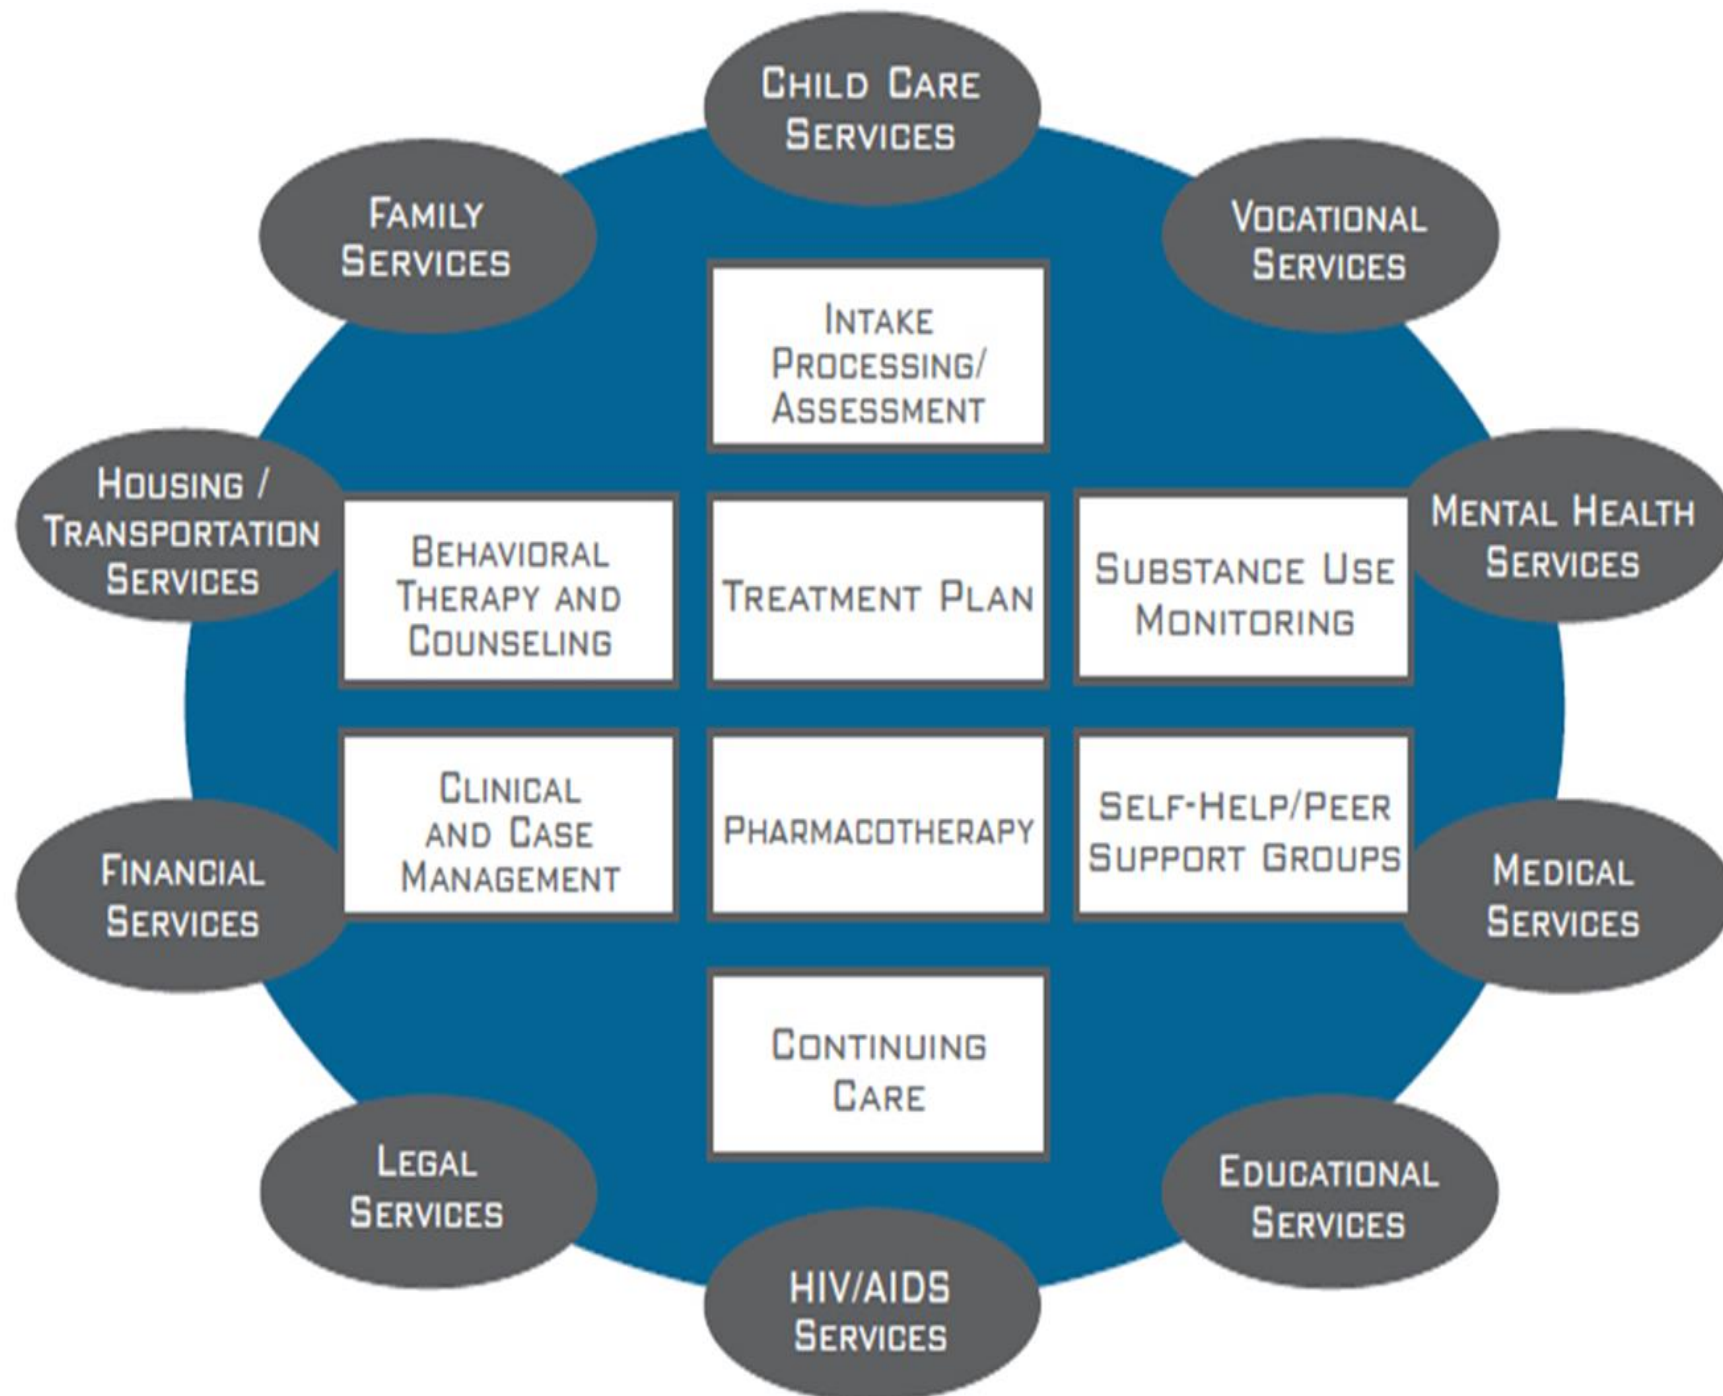 Child Care
Services
Family
Services
Vocational
Services
Intake
Processing/
Assessment
Housing /
Transportation
Services
Behavioral
Therapy and
Counseling
Treatment Plan
Substance Use
Monitoring
Mental Health
Services
Financial
Services
Clinical
and Case
Management
Pharmacotherapy
Self-Help/Peer
Support Groups
Medical
Services
Continuing
Care
Legal
Services
Educational
Services
HIV/AIDS
Services